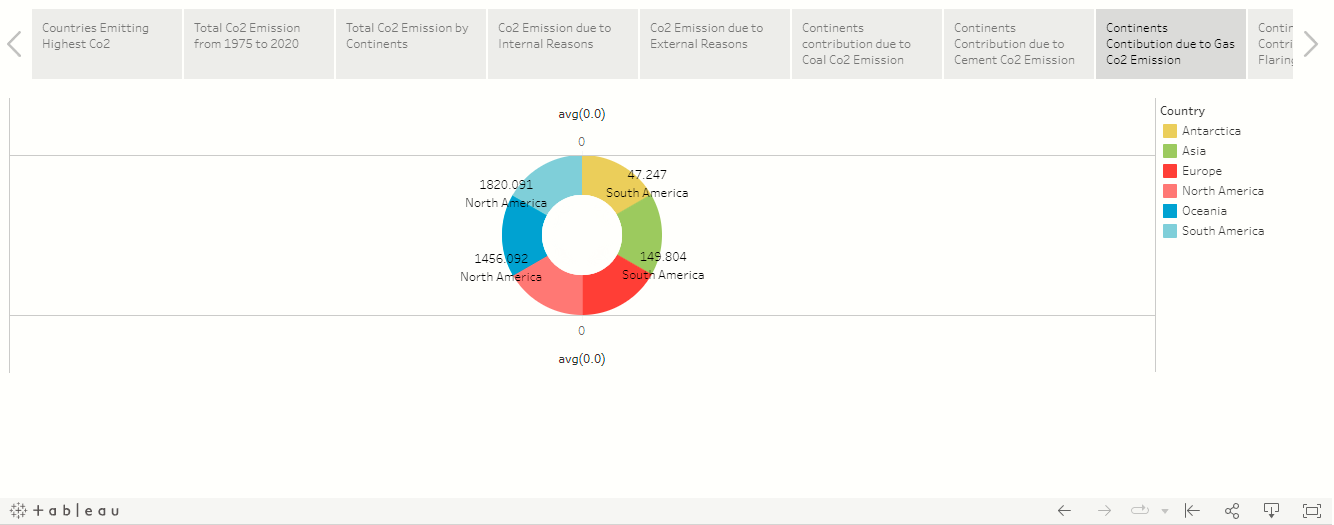 Countries Emitting
Highest Co2
Total Co2 Emission
from 1975 to 2020
Total Co2 Emission by
Continents
Co2 Emission due to
Internal Reasons
Co2 Emission due to
External Reasons
Continents
contribution due to
Coal Co2 Emission
Continents
Contribution due to
Cement Co2 Emission
Continents
Contibution due to Gas
Co2 Emission
Contin
Contri
Flaring
avg(0.0)
0
47.247
South America
1820.091
North America
149.804
South America
1456.092
North America
0
avg(0.0)
Country
Antarctica
Asia
Europe
North America
Oceania
South America
+ableau